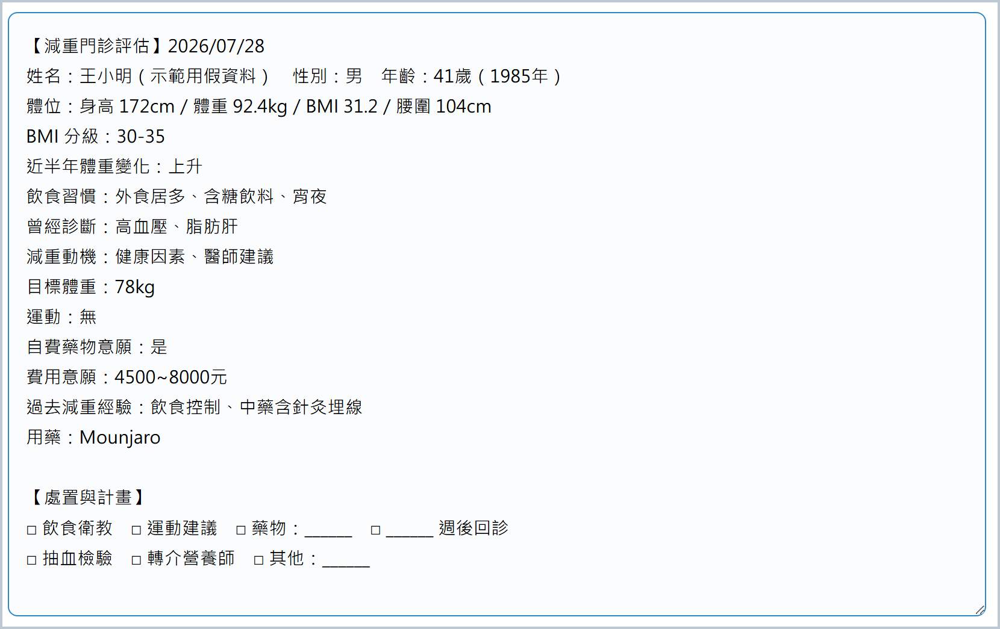 【減重門診評估】2026/07/28
姓名：王小明（示範用假資料）　性別：男　年齡：41歲（1985年）
體位：身高 172cm / 體重 92.4kg / BMI 31.2 / 腰圍 104cm
BMI 分級：30-35
近半年體重變化：上升
飲食習慣：外食居多、含糖飲料、宵夜
曾經診斷：高血壓、脂肪肝
減重動機：健康因素、醫師建議
目標體重：78kg
運動：無
自費藥物意願：是
費用意願：4500~8000元
過去減重經驗：飲食控制、中藥含針灸埋線
用藥：Mounjaro
【處置與計畫】
□ 飲食衛教　□ 運動建議　□ 藥物：______　□ ______ 週後回診
□ 抽血檢驗　□ 轉介營養師　□ 其他：______